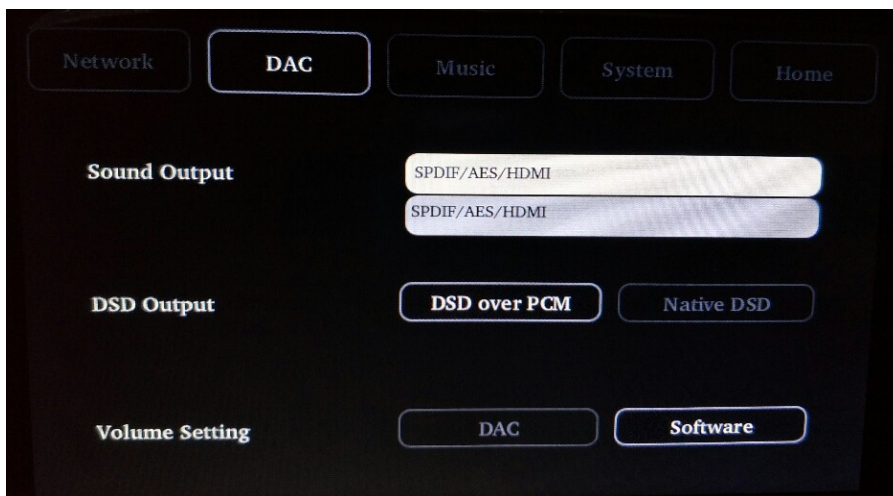 Network DAC Music System Home
Sound Output SPDIF/AES/HDMI
SPDIF/AES/HDMI
DSD Output DSD over PCM Native DSD
Volume Setting DAC Software